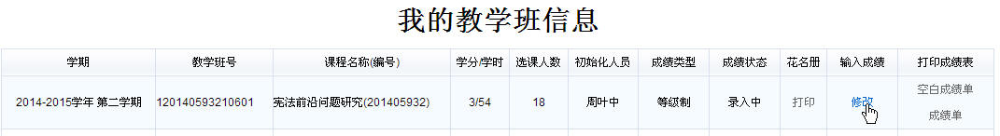 我的教学班信息
学期 教学班号 课程名称(编号) 学分/学时 选课人数 初始化人员 成绩类型 成绩状态 花名册 输入成绩 打印成绩表
2014-2015学年 第二学期 120140593210601 宪法前沿问题研究(201405932) 3/54 18 周叶中 等级制 录入中 打印 修改 空白成绩单
成绩单